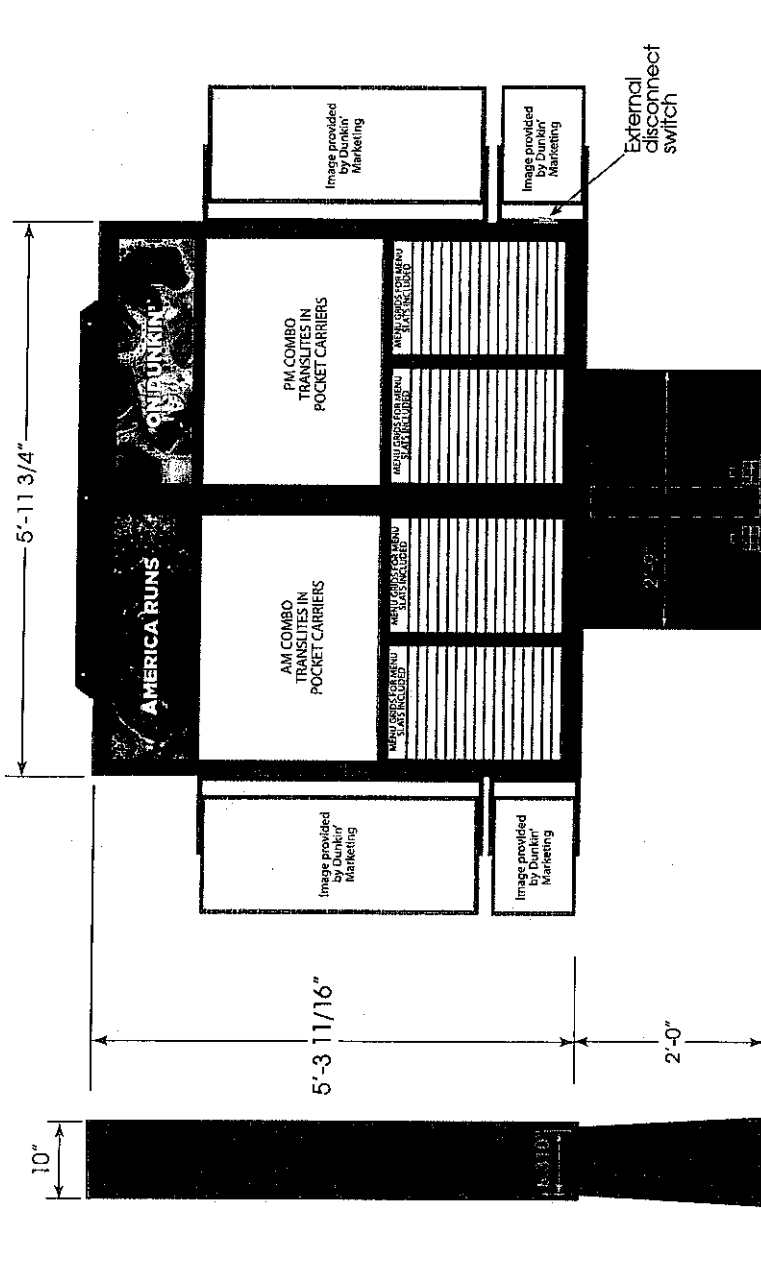 10"
5'-3 11/16"
2'-0"
5'-11 3/4"
AMERICA RUNS
ON DUNKIN'
AM COMBO
TRANSLITES IN
POCKET CARRIERS
PM COMBO
TRANSLITES IN
POCKET CARRIERS
MENU GRIDS FOR MENU
SLATS INCLUDED
MENU GRIDS FOR MENU
SLATS INCLUDED
MENU GRIDS FOR MENU
SLATS INCLUDED
MENU GRIDS FOR MENU
SLATS INCLUDED
Image provided
by Dunkin'
Marketing
Image provided
by Dunkin'
Marketing
Image provided
by Dunkin'
Marketing
Image provided
by Dunkin'
Marketing
External
disconnect
switch